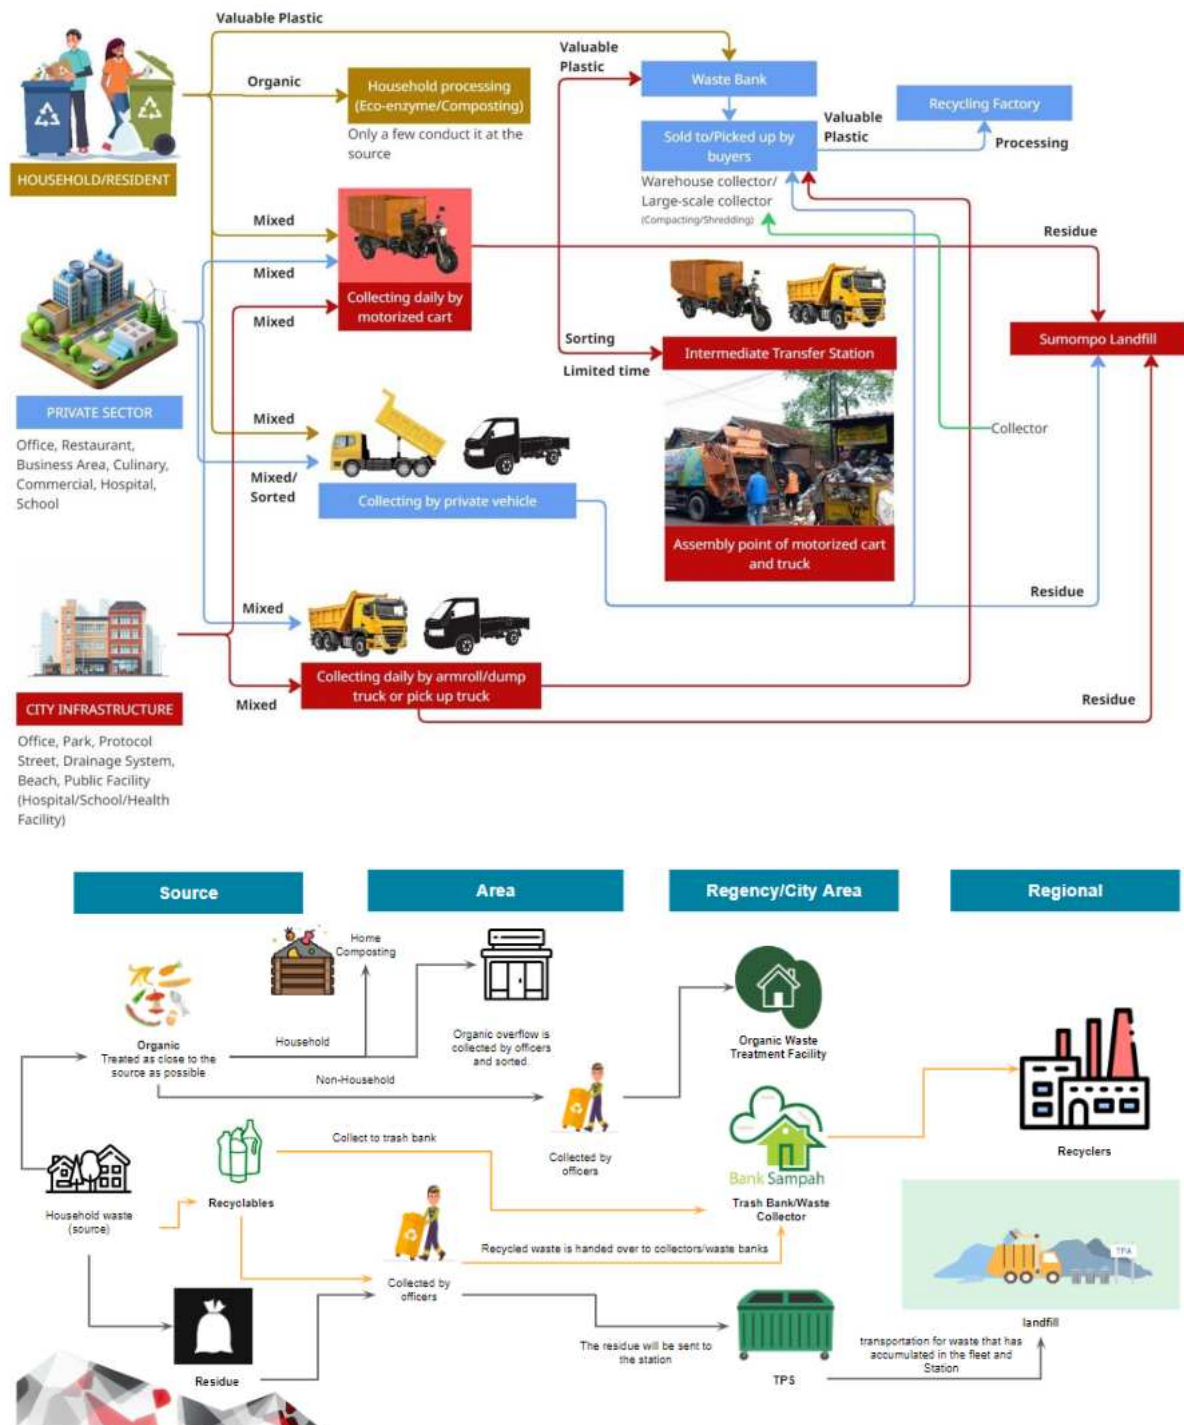 Valuable Plastic
Valuable
Plastic
Organic
Household processing
(Eco-enzyme/Composting)
Only a few conduct it at the
source
Waste Bank
Recycling Factory
Sold to/Picked up by
buyers
Valuable
Plastic
Processing
Warehouse collector/
Large-scale collector
(Compacting/Shredding)
HOUSEHOLD/RESIDENT
Mixed
Mixed
Mixed
Collecting daily by
motorized cart
Residue
Sorting
Limited time
Intermediate Transfer Station
Sumompo Landfill
PRIVATE SECTOR
Office, Restaurant,
Business Area, Culinary,
Commercial, Hospital,
School
Mixed
Mixed/
Sorted
Collecting by private vehicle
Collector
Assembly point of motorized cart
and truck
Residue
Mixed
Collecting daily by armroll/dump
truck or pick up truck
Mixed
Residue
CITY INFRASTRUCTURE
Office, Park, Protocol
Street, Drainage System,
Beach, Public Facility
(Hospital/School/Health
Facility)
Source
Area
Regency/City Area
Regional
Home
Composting
Organic
Treated as close to the
source as possible
Household
Non-Household
Organic overflow is
collected by officers
and sorted.
Organic Waste
Treatment Facility
Collected by
officers
Collect to trash bank
Recyclables
Household waste
(source)
Bank Sampah
Trash Bank/Waste
Collector
Recyclers
Recycled waste is handed over to collectors/waste banks
Collected by
officers
TPA
landfill
The residue will be sent to
the station
TPS
transportation for waste that has
accumulated in the fleet and
Station
Residue